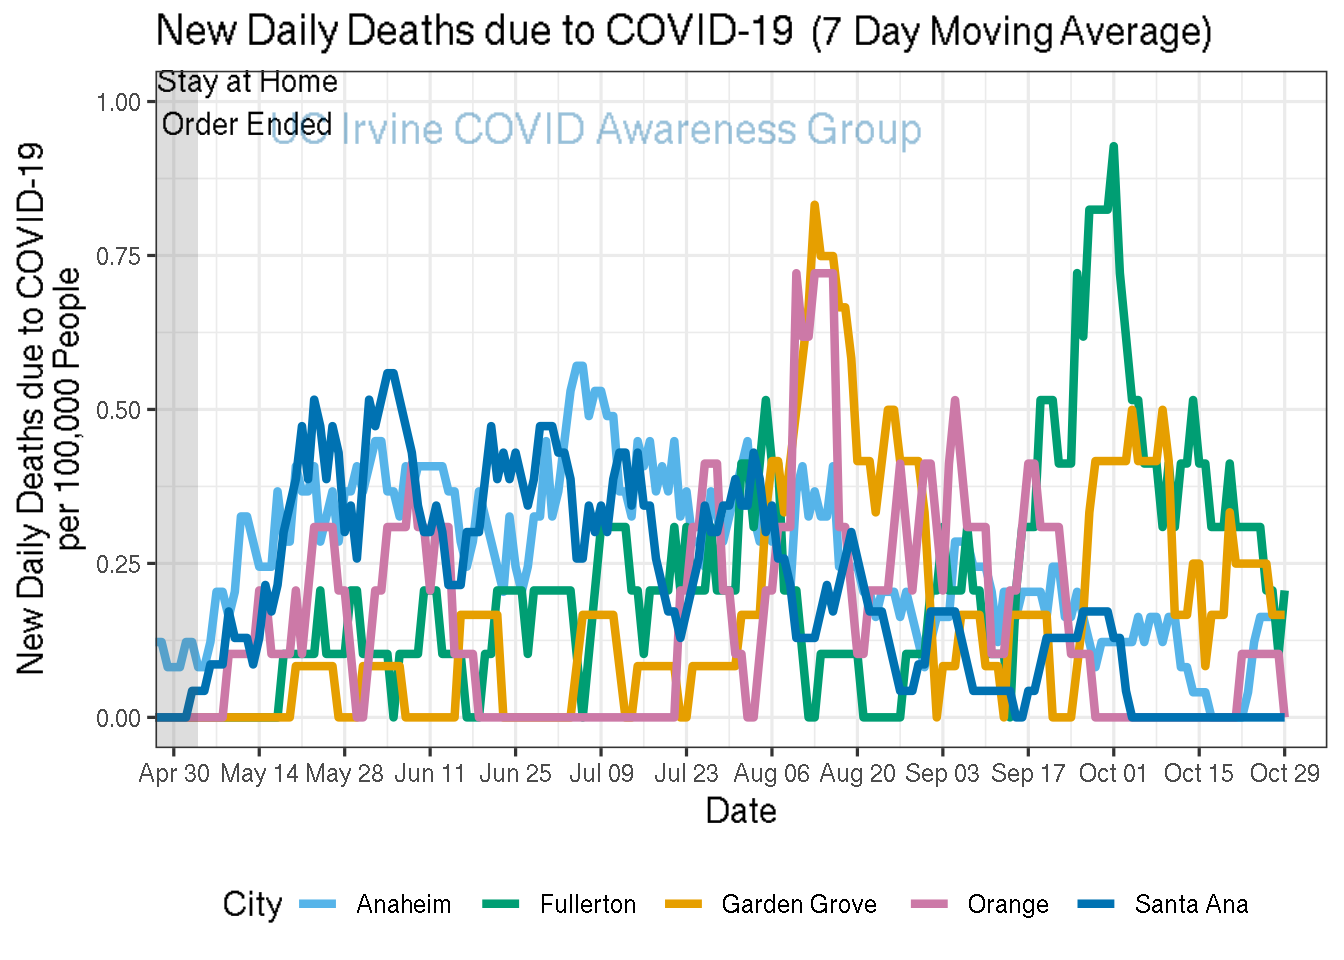 New Daily Deaths due to COVID-19 (7 Day Moving Average)
Stay at Home
Order Ended
UC Irvine COVID Awareness Group
New Daily Deaths due to COVID-19
per 100,000 People
1.00
0.75
0.50
0.25
0.00
Apr 30 May 14 May 28 Jun 11 Jun 25 Jul 09 Jul 23 Aug 06 Aug 20 Sep 03 Sep 17 Oct 01 Oct 15 Oct 29
Date
City Anaheim Fullerton Garden Grove Orange Santa Ana